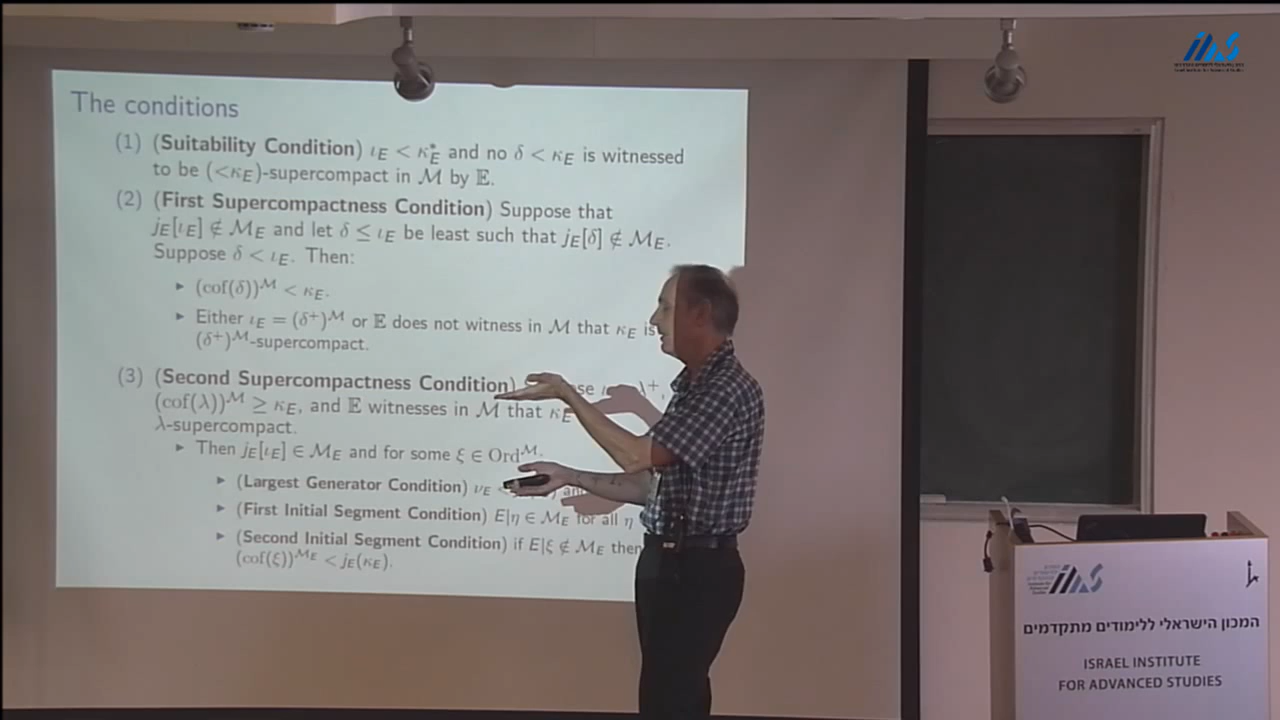 The conditions
(1) (Suitability Condition) ι_E < κ*_E and no δ < κ_E is witnessed
to be (<κ_E)-supercompact in ℳ by 𝔼.
(2) (First Supercompactness Condition) Suppose that
j_E[ι_E] ∉ ℳ_E and let δ ≤ ι_E be least such that j_E[δ] ∉ ℳ_E.
Suppose δ < ι_E. Then:
▸ (cof(δ))^ℳ < κ_E.
▸ Either ι_E = (δ⁺)^ℳ or 𝔼 does not witness in ℳ that κ_E is
(δ⁺)^ℳ-supercompact.
(3) (Second Supercompactness Condition) λ⁺,
(cof(λ))^ℳ ≥ κ_E, and 𝔼 witnesses in ℳ that κ_E
λ-supercompact.
▸ Then j_E[ι_E] ∈ ℳ_E and for some ξ ∈ Ord^ℳ.
▸ (Largest Generator Condition) ν_E
▸ (First Initial Segment Condition) E|η ∈ ℳ_E for all η
▸ (Second Initial Segment Condition) if E|ξ ∉ ℳ_E then
(cof(ξ))^{ℳ_E} < j_E(κ_E).
המכון הישראלי ללימודים מתקדמים
ISRAEL INSTITUTE
FOR ADVANCED STUDIES